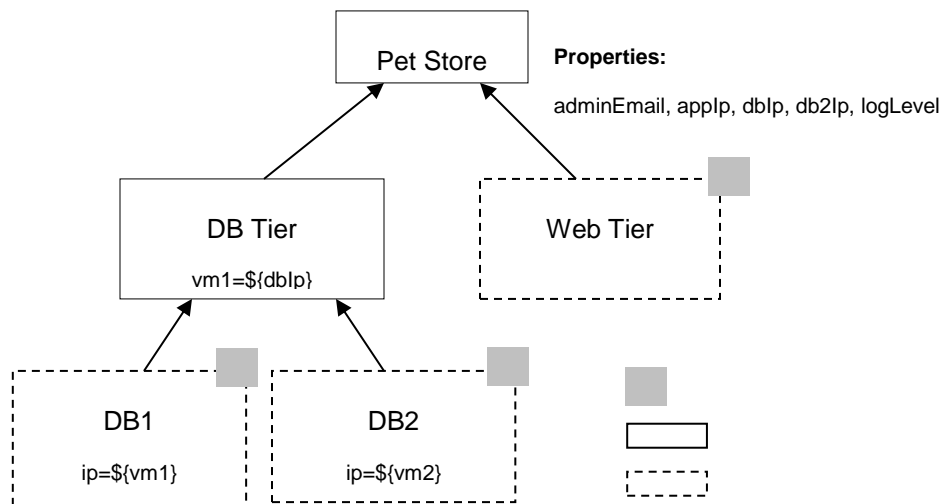 Pet Store
Properties:
adminEmail, appIp, dbIp, db2Ip, logLevel
DB Tier
vm1=${dbIp}
Web Tier
DB1
ip=${vm1}
DB2
ip=${vm2}